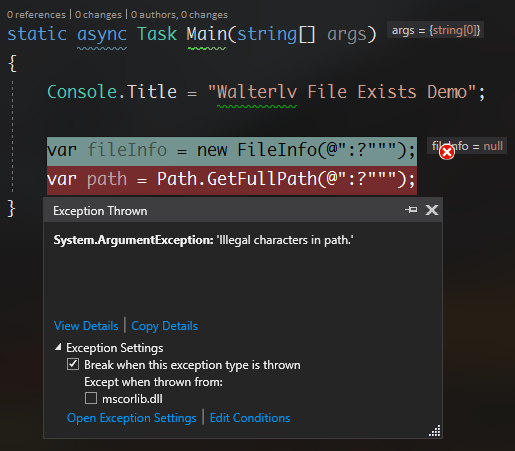 0 references | 0 changes | 0 authors, 0 changes
static async Task Main(string[] args) args = {string[0]}
{
Console.Title = "Walterlv File Exists Demo";
var fileInfo = new FileInfo(@":?"""); fileInfo = null
var path = Path.GetFullPath(@":?""");
}
Exception Thrown
System.ArgumentException: 'Illegal characters in path.'
View Details | Copy Details
Exception Settings
Break when this exception type is thrown
Except when thrown from:
mscorlib.dll
Open Exception Settings | Edit Conditions